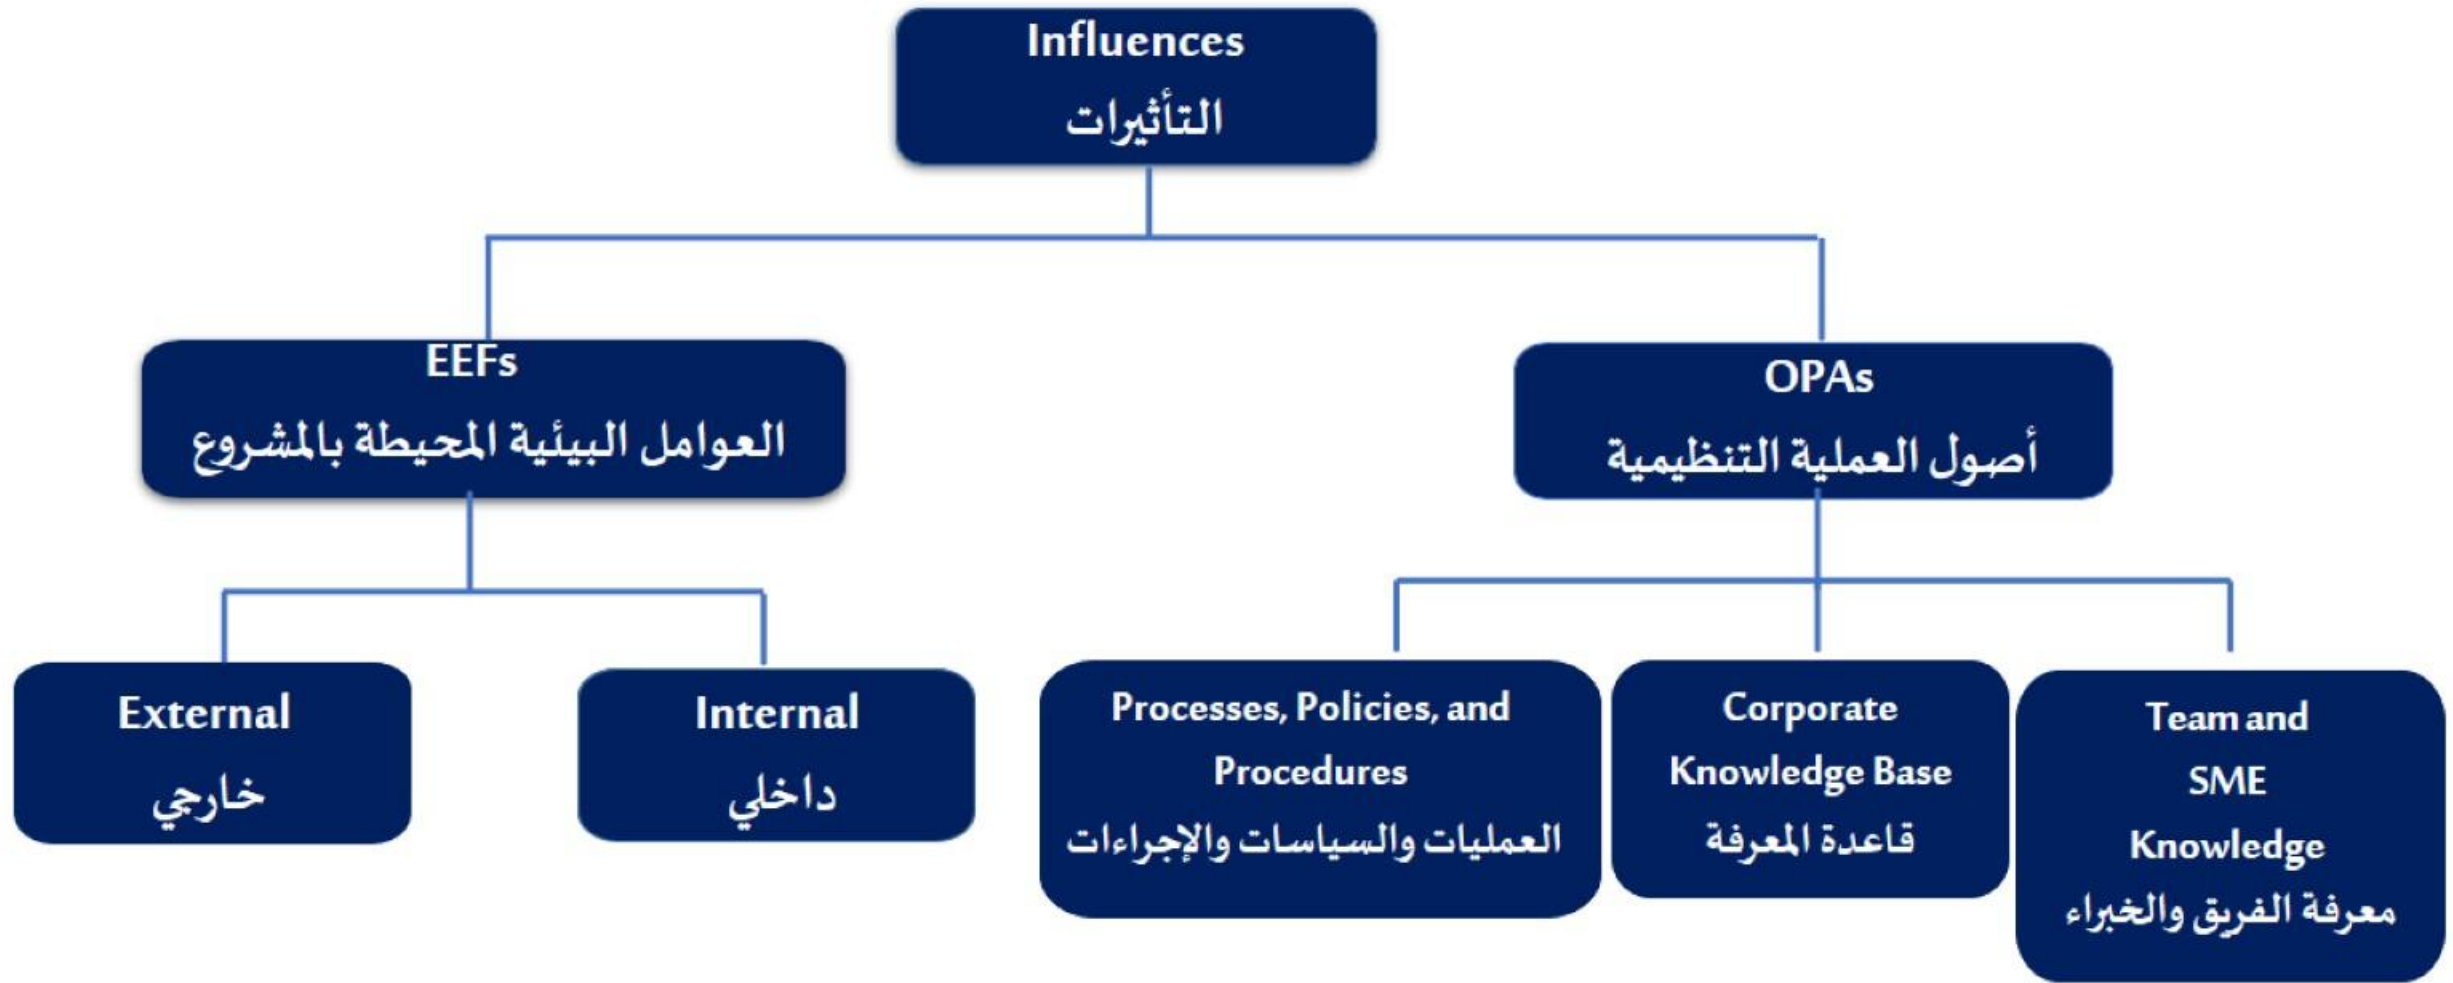 Influences
التأثيرات
EEFs
العوامل البيئية المحيطة بالمشروع
OPAs
أصول العملية التنظيمية
External
خارجي
Internal
داخلي
Processes, Policies, and
Procedures
العمليات والسياسات والإجراءات
Corporate
Knowledge Base
قاعدة المعرفة
Team and
SME
Knowledge
معرفة الفريق والخبراء